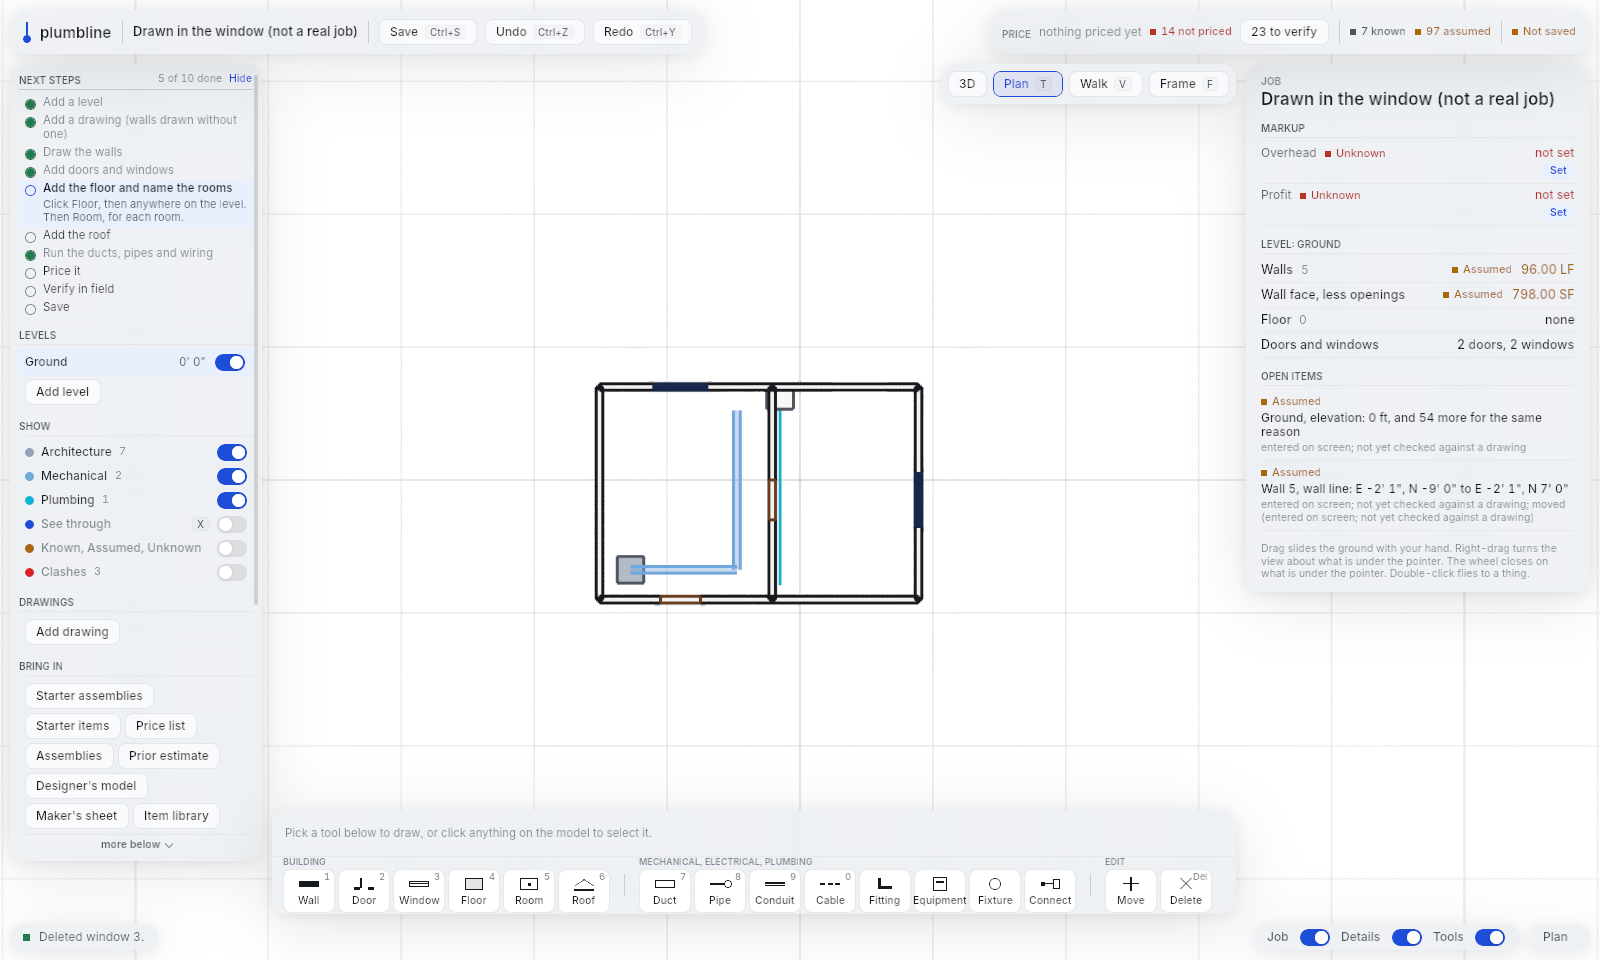 plumbline
Drawn in the window (not a real job)
Save Ctrl+S
Undo Ctrl+Z
Redo Ctrl+Y
PRICE nothing priced yet 14 not priced 23 to verify 7 known 97 assumed Not saved
3D
Plan T
Walk V
Frame F
NEXT STEPS 5 of 10 done Hide
Add a level
Add a drawing (walls drawn without
one)
Draw the walls
Add doors and windows
Add the floor and name the rooms
Click Floor, then anywhere on the level.
Then Room, for each room.
Add the roof
Run the ducts, pipes and wiring
Price it
Verify in field
Save
LEVELS
Ground 0' 0"
Add level
SHOW
Architecture 7
Mechanical 2
Plumbing 1
See through X
Known, Assumed, Unknown
Clashes 3
DRAWINGS
Add drawing
BRING IN
Starter assemblies
Starter items Price list
Assemblies Prior estimate
Designer's model
Maker's sheet Item library
more below
Deleted window 3.
Pick a tool below to draw, or click anything on the model to select it.
BUILDING
1 Wall
2 Door
3 Window
4 Floor
5 Room
6 Roof
MECHANICAL, ELECTRICAL, PLUMBING
7 Duct
8 Pipe
9 Conduit
0 Cable
Fitting
Equipment
Fixture
Connect
EDIT
Move
Del Delete
JOB
Drawn in the window (not a real job)
MARKUP
Overhead Unknown not set
Set
Profit Unknown not set
Set
LEVEL: GROUND
Walls 5 Assumed 96.00 LF
Wall face, less openings Assumed 798.00 SF
Floor 0 none
Doors and windows 2 doors, 2 windows
OPEN ITEMS
Assumed
Ground, elevation: 0 ft, and 54 more for the same
reason
entered on screen; not yet checked against a drawing
Assumed
Wall 5, wall line: E -2' 1", N -9' 0" to E -2' 1", N 7' 0"
entered on screen; not yet checked against a drawing; moved
(entered on screen; not yet checked against a drawing)
Drag slides the ground with your hand. Right-drag turns the
view about what is under the pointer. The wheel closes on
what is under the pointer. Double-click flies to a thing.
Job Details Tools Plan